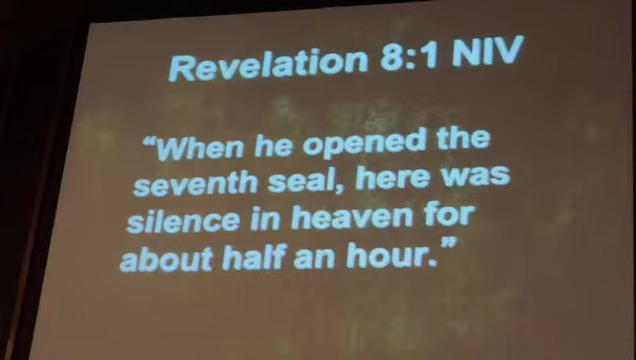 Revelation 8:1 NIV
“When he opened the
seventh seal, here was
silence in heaven for
about half an hour.”